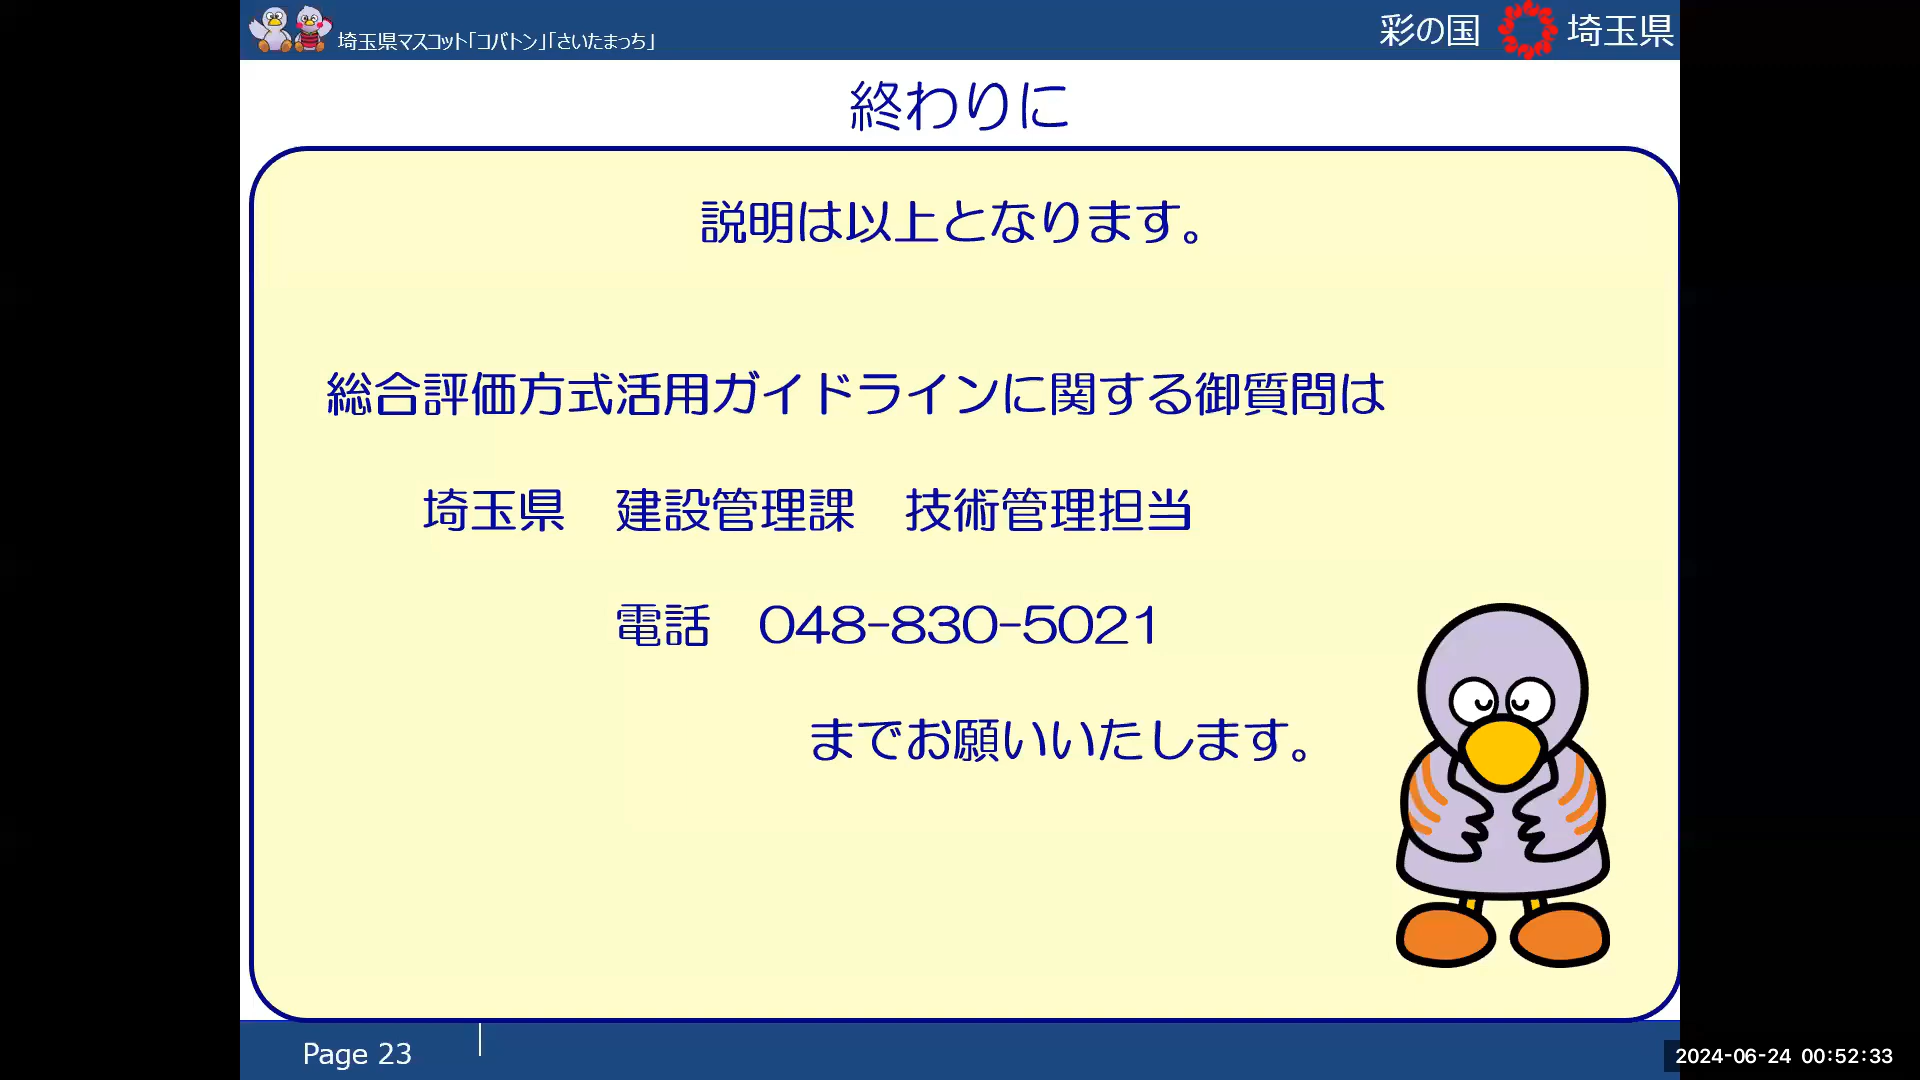 埼玉県マスコット「コバトン」「さいたまっち」
彩の国 埼玉県
終わりに
説明は以上となります。
総合評価方式活用ガイドラインに関する御質問は
埼玉県　建設管理課　技術管理担当
電話　048-830-5021
までお願いいたします。
Page 23
2024-06-24 00:52:33